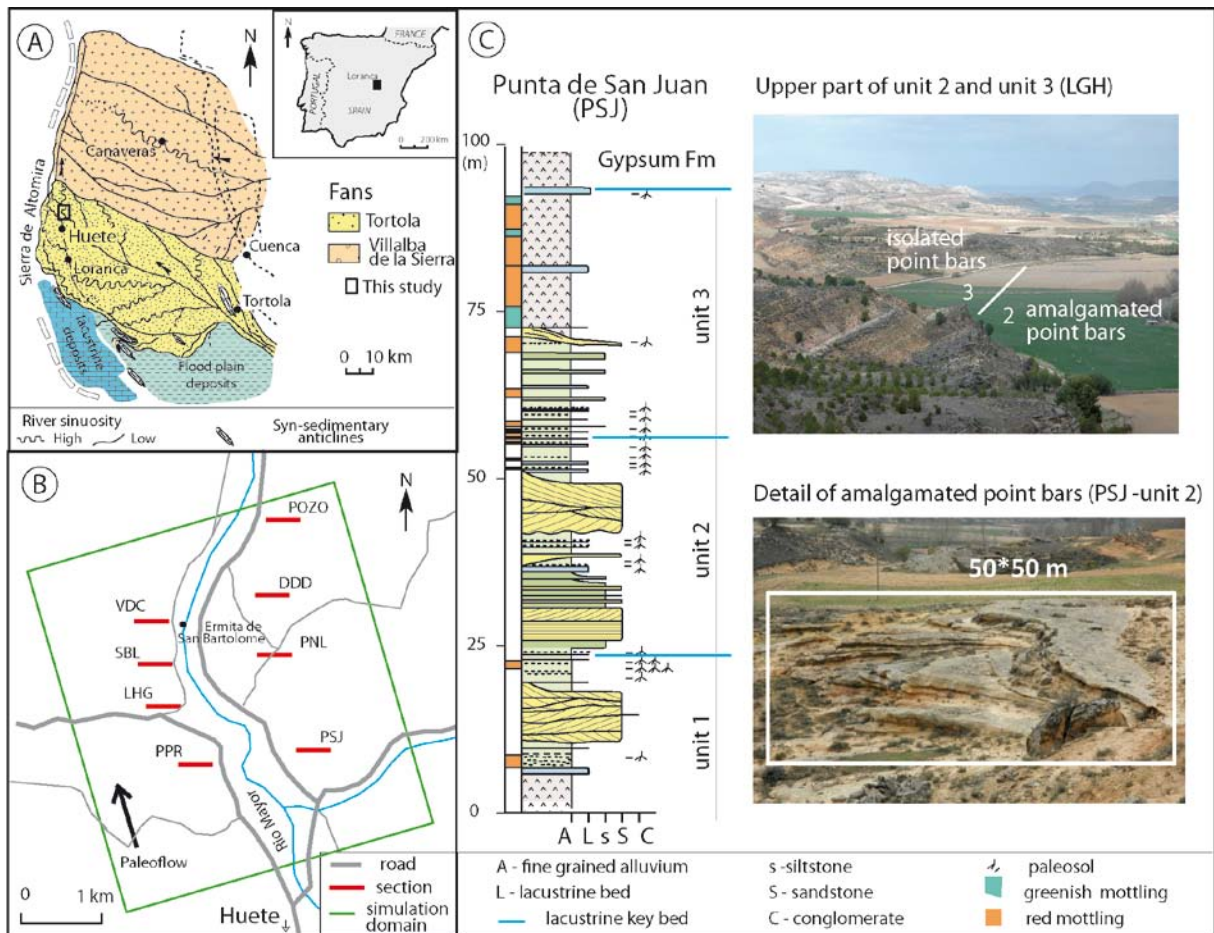 A
N
N
FRANCE
PORTUGAL
Loranca
SPAIN
0 200 km
Sierra de Altomira
Canaveras
Huete
Loranca
Cuenca
Tortola
lacustrine
deposits
Flood plain
deposits
Fans
Tortola
Villalba
de la Sierra
This study
0 10 km
River sinuosity
High Low
Syn-sedimentary
anticlines
B
N
POZO
DDD
VDC
Ermita de
San Bartolome
PNL
SBL
LHG
PSJ
PPR
Rio Mayor
Paleoflow
0 1 km
Huete
road
section
simulation
domain
C
Punta de San Juan
(PSJ)
100
(m)
75
50
25
0
Gypsum Fm
unit 3
unit 2
unit 1
A L s S C
Upper part of unit 2 and unit 3 (LGH)
isolated
point bars
3
2 amalgamated
point bars
Detail of amalgamated point bars (PSJ -unit 2)
50*50 m
A - fine grained alluvium
L - lacustrine bed
lacustrine key bed
s -siltstone
S - sandstone
C - conglomerate
paleosol
greenish mottling
red mottling